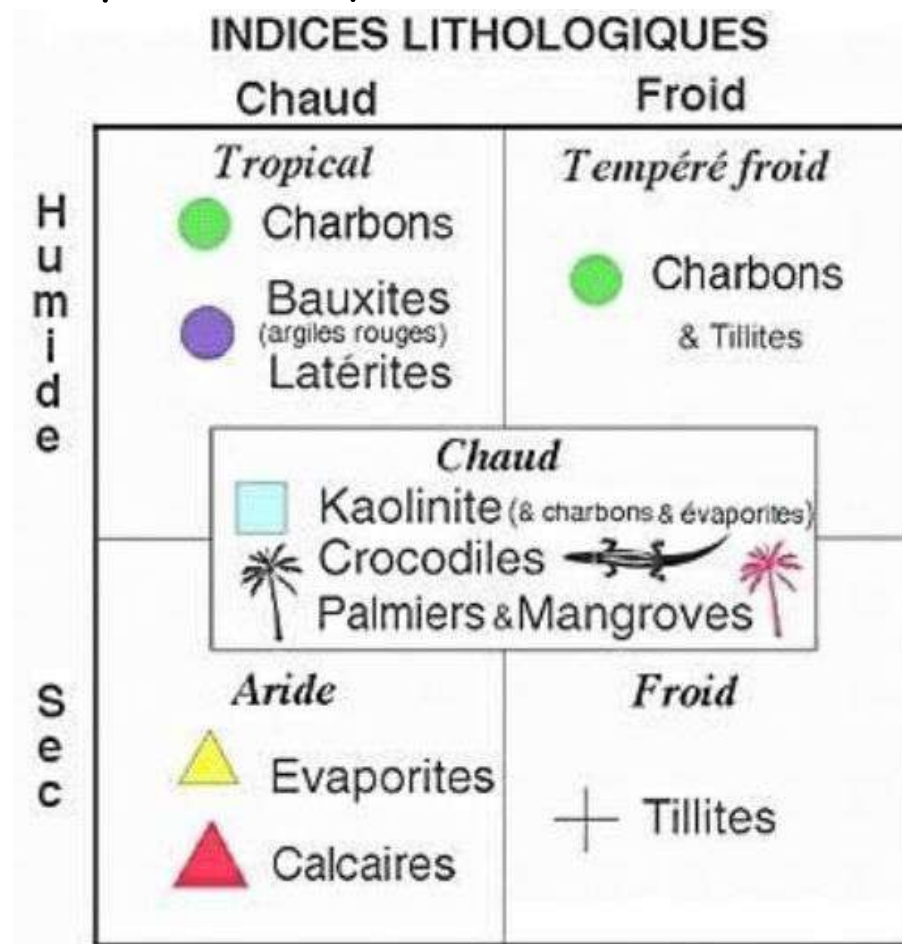 INDICES LITHOLOGIQUES
Chaud
Froid
Humide
Tropical
Charbons
Bauxites
(argiles rouges)
Latérites
Tempéré froid
Charbons
& Tillites
Chaud
Kaolinite (& charbons & évaporites)
Crocodiles
Palmiers & Mangroves
Sec
Aride
Evaporites
Calcaires
Froid
Tillites